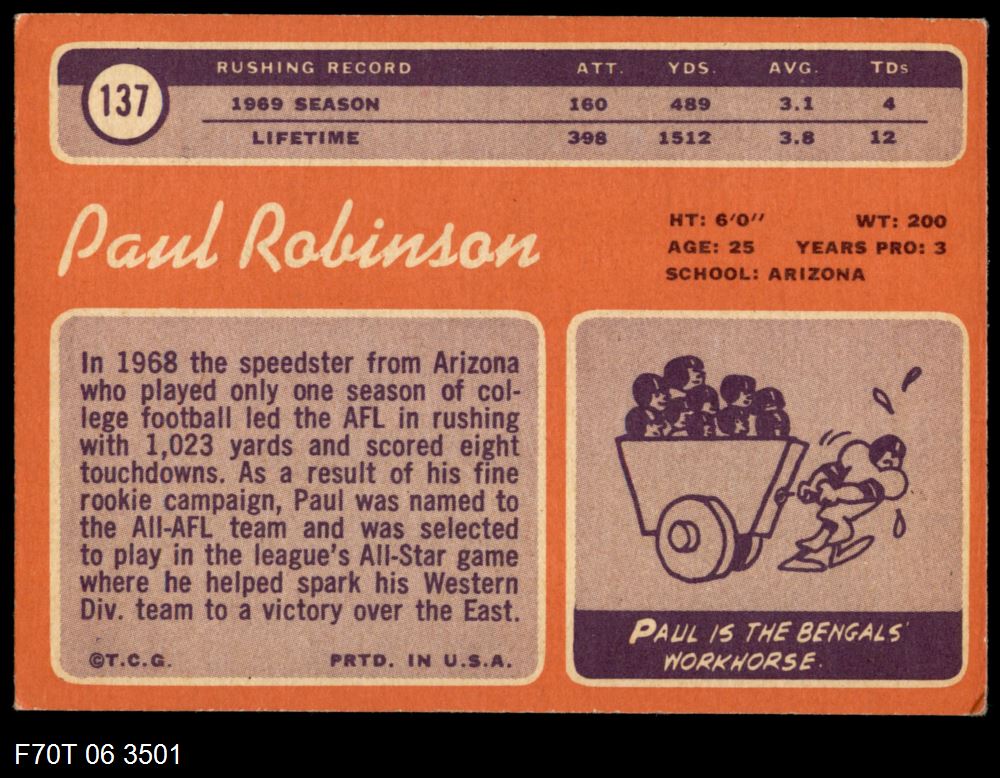 137
RUSHING RECORD ATT. YDS. AVG. TDs
1969 SEASON 160 489 3.1 4
LIFETIME 398 1512 3.8 12
Paul Robinson
HT: 6'0" WT: 200
AGE: 25 YEARS PRO: 3
SCHOOL: ARIZONA
In 1968 the speedster from Arizona
who played only one season of col-
lege football led the AFL in rushing
with 1,023 yards and scored eight
touchdowns. As a result of his fine
rookie campaign, Paul was named to
the All-AFL team and was selected
to play in the league's All-Star game
where he helped spark his Western
Div. team to a victory over the East.
©T.C.G. PRTD. IN U.S.A.
PAUL IS THE BENGALS'
WORKHORSE.
F70T 06 3501